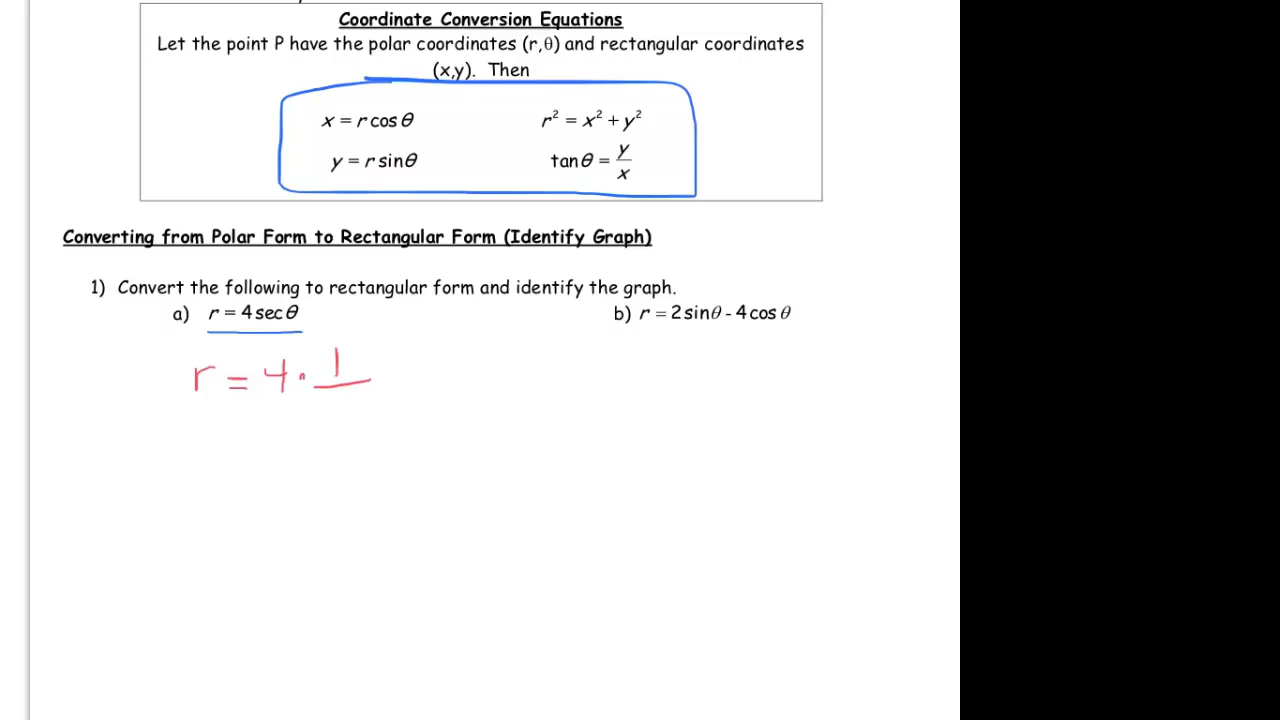 Coordinate Conversion Equations
Let the point P have the polar coordinates (r,θ) and rectangular coordinates
(x,y). Then
x = r cos θ r² = x² + y²
y = r sinθ tan θ = y/x
Converting from Polar Form to Rectangular Form (Identify Graph)
1) Convert the following to rectangular form and identify the graph.
a) r = 4 sec θ b) r = 2 sinθ - 4 cos θ
r = 4 · 1